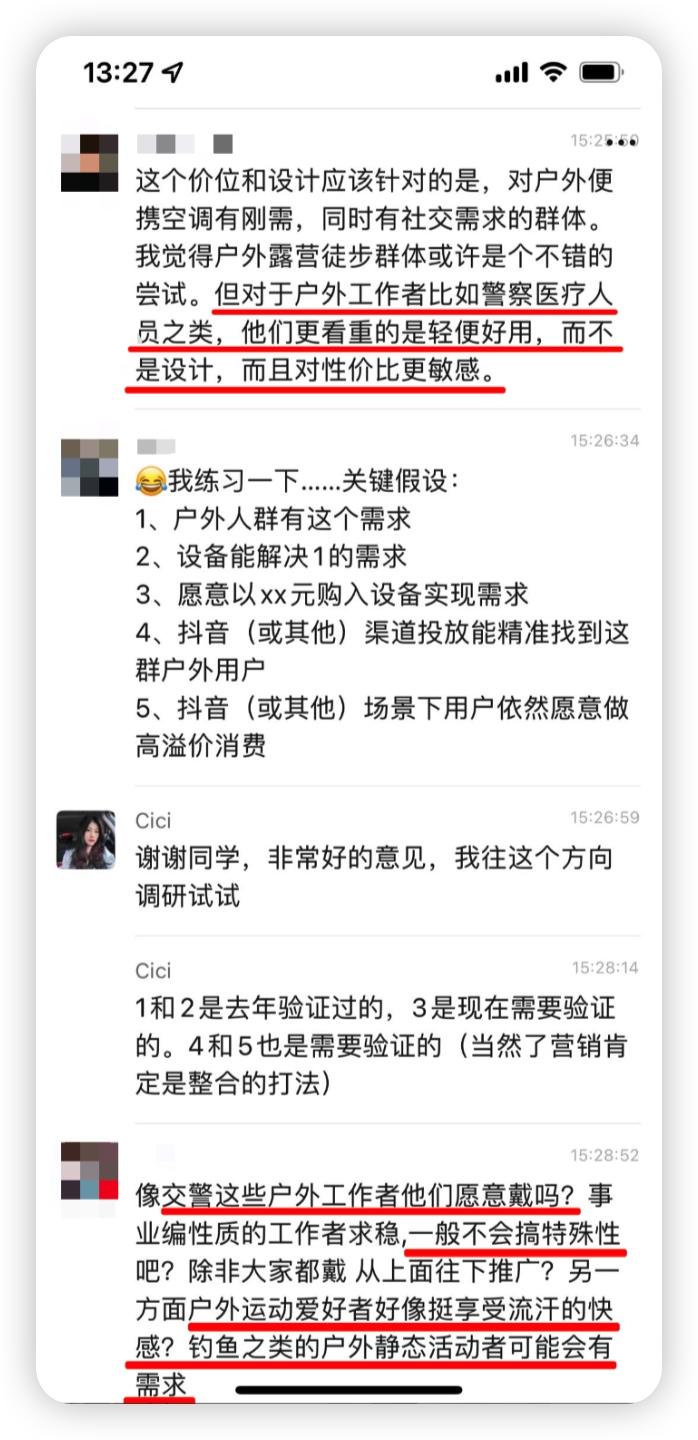 13:27
15:25:50
这个价位和设计应该针对的是，对户外便
携空调有刚需，同时有社交需求的群体。
我觉得户外露营徒步群体或许是个不错的
尝试。但对于户外工作者比如警察医疗人
员之类，他们更看重的是轻便好用，而不
是设计，而且对性价比更敏感。
15:26:34
😂我练习一下......关键假设：
1、户外人群有这个需求
2、设备能解决1的需求
3、愿意以xx元购入设备实现需求
4、抖音（或其他）渠道投放能精准找到这
群户外用户
5、抖音（或其他）场景下用户依然愿意做
高溢价消费
Cici 15:26:59
谢谢同学，非常好的意见，我往这个方向
调研试试
Cici 15:28:14
1和2是去年验证过的，3是现在需要验证
的。4和5也是需要验证的（当然了营销肯
定是整合的打法）
15:28:52
像交警这些户外工作者他们愿意戴吗？事
业编性质的工作者求稳,一般不会搞特殊性
吧？除非大家都戴 从上面往下推广？另一
方面户外运动爱好者好像挺享受流汗的快
感？钓鱼之类的户外静态活动者可能会有
需求